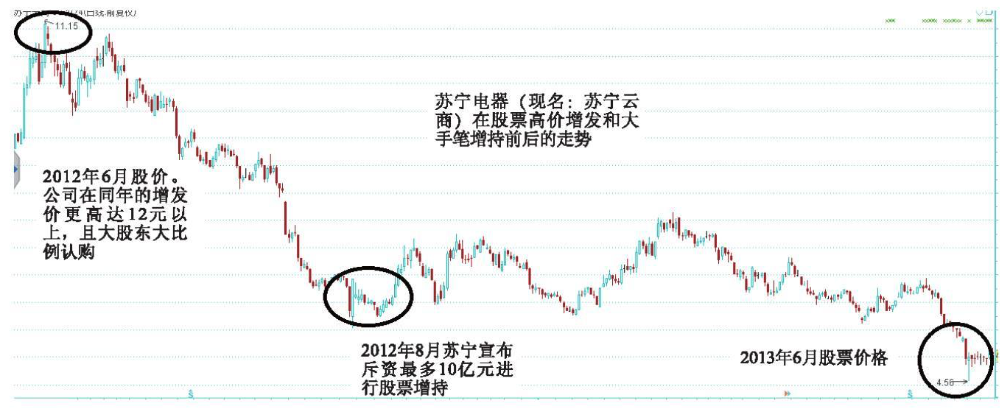 11.15
苏宁电器（现名：苏宁云
商）在股票高价增发和大
手笔增持前后的走势
2012年6月股价。
公司在同年的增发
价更高达12元以
上，且大股东大比
例认购
2012年8月苏宁宣布
斥资最多10亿元进
行股票增持
2013年6月股票价格